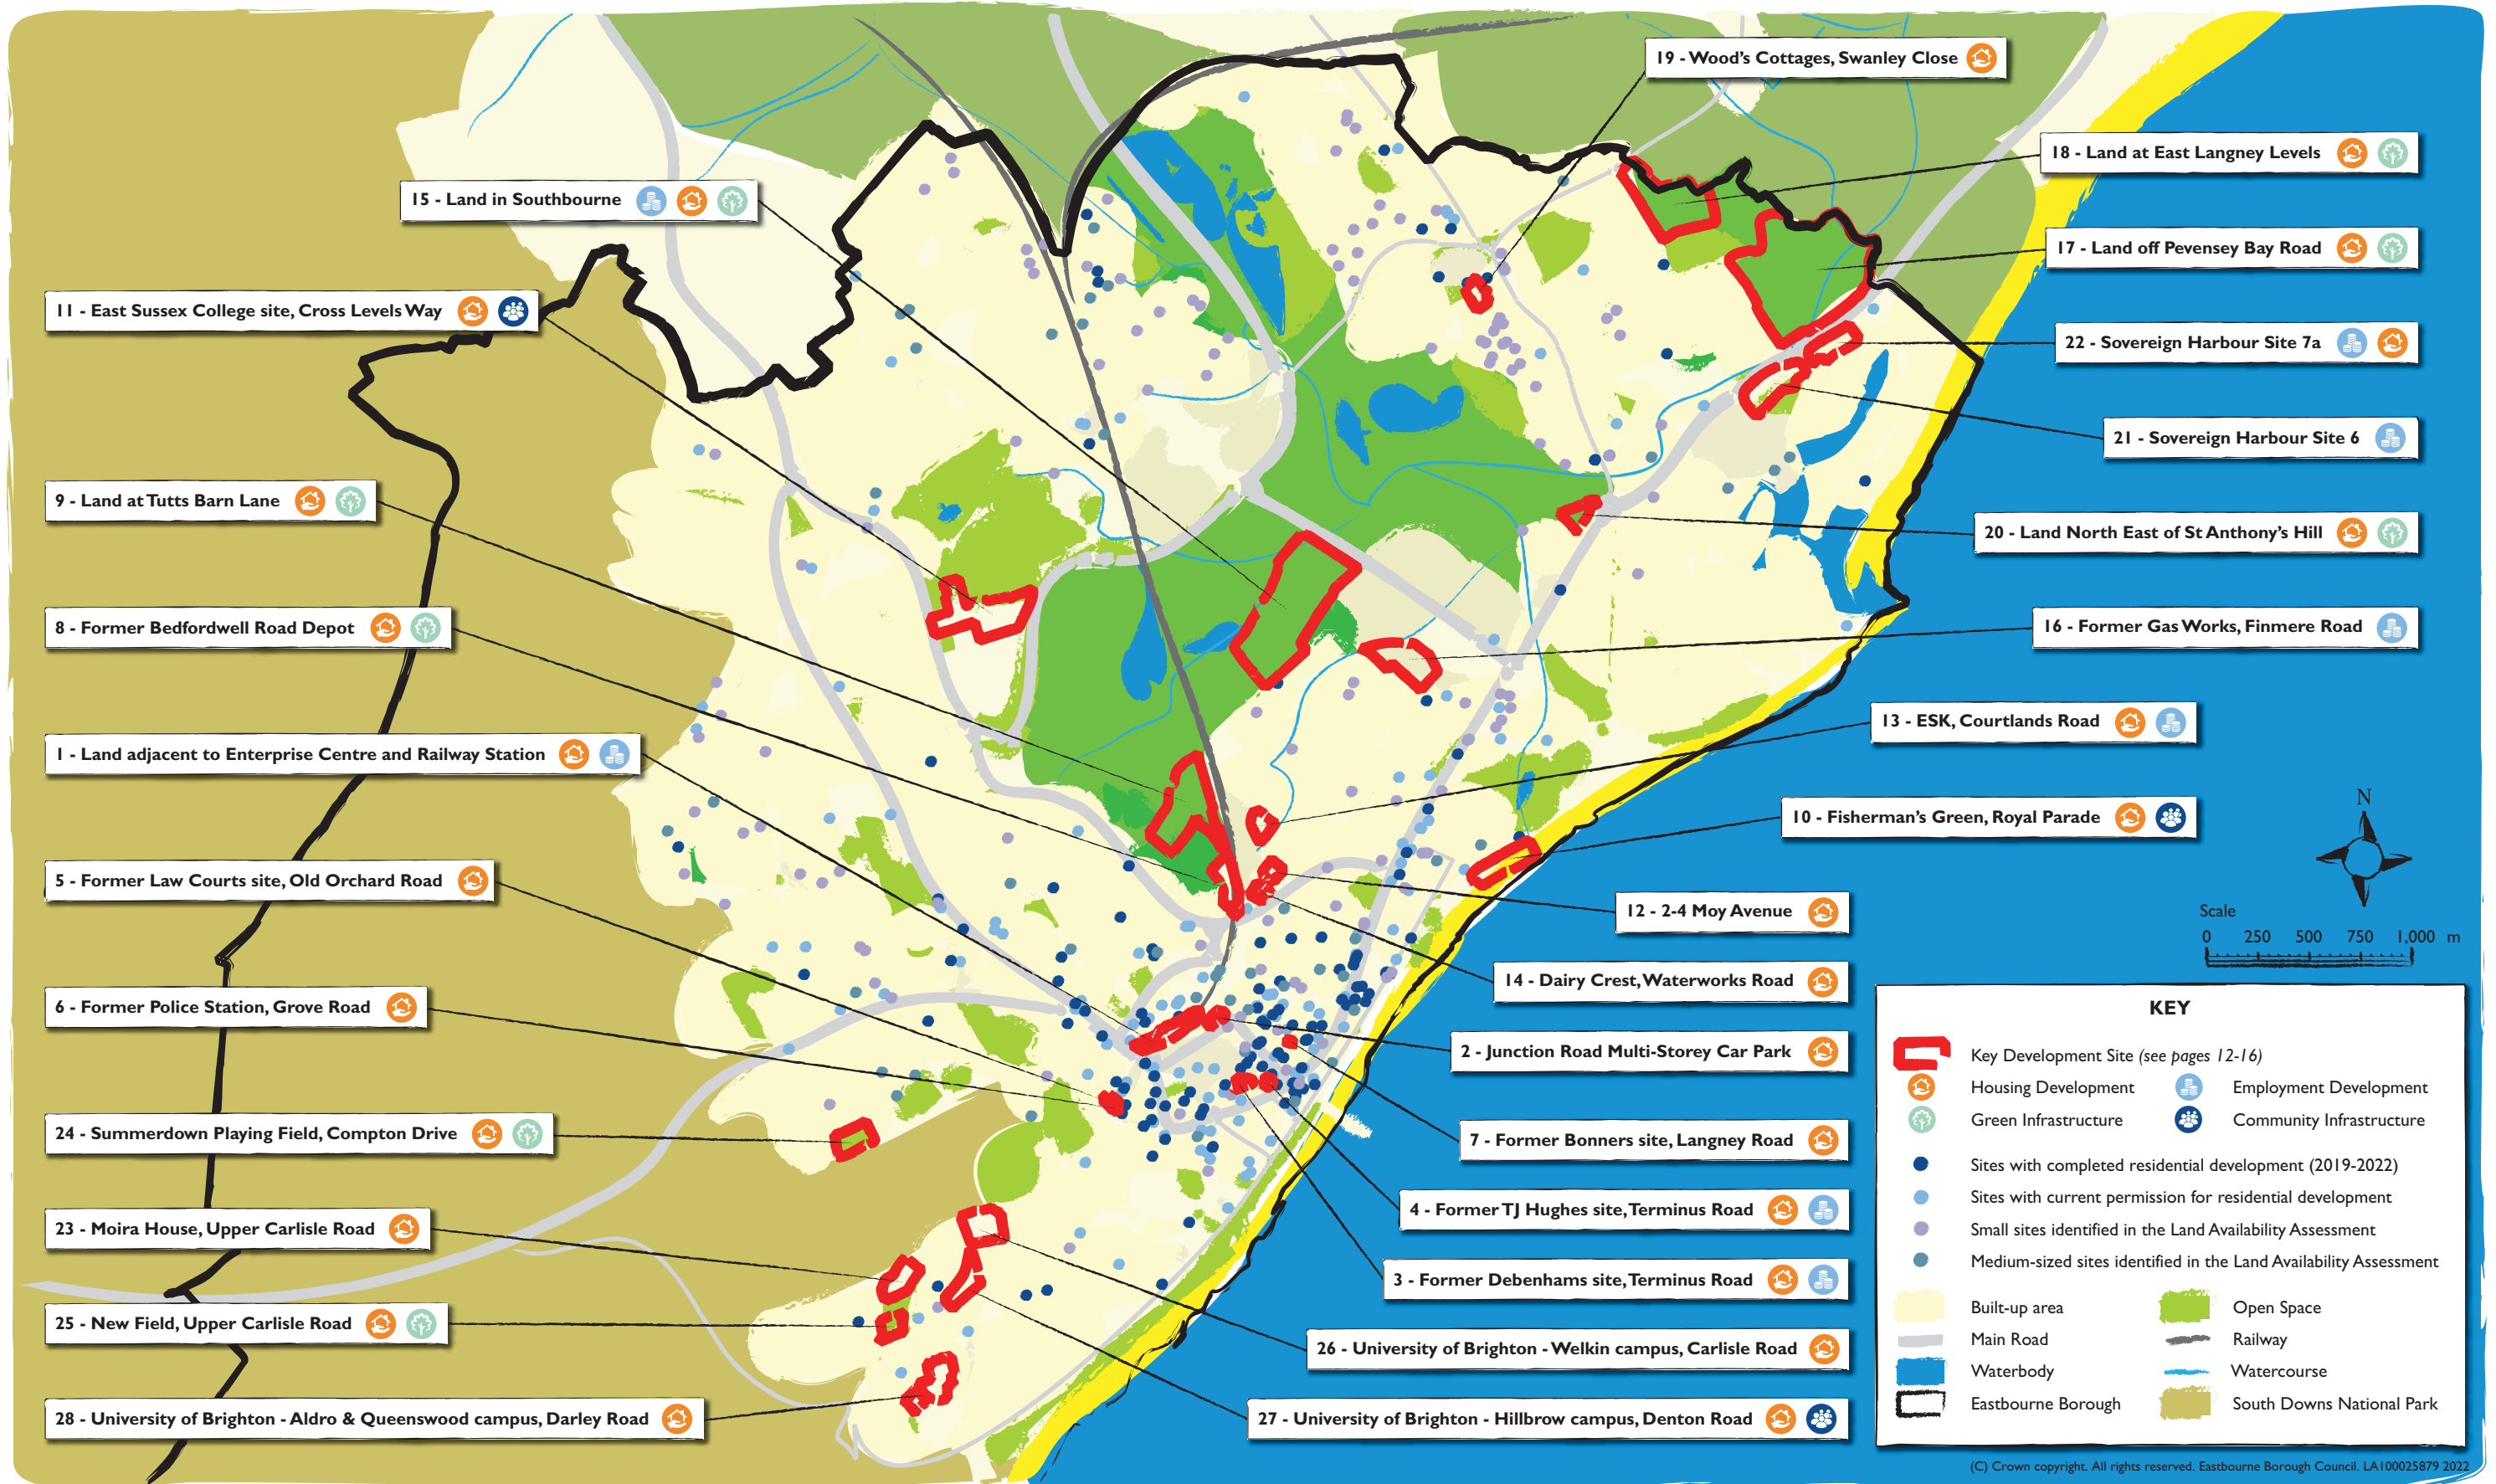 19 - Wood's Cottages, Swanley Close
18 - Land at East Langney Levels
15 - Land in Southbourne
17 - Land off Pevensey Bay Road
11 - East Sussex College site, Cross Levels Way
22 - Sovereign Harbour Site 7a
21 - Sovereign Harbour Site 6
9 - Land at Tutts Barn Lane
20 - Land North East of St Anthony's Hill
8 - Former Bedfordwell Road Depot
16 - Former Gas Works, Finmere Road
13 - ESK, Courtlands Road
1 - Land adjacent to Enterprise Centre and Railway Station
10 - Fisherman's Green, Royal Parade
5 - Former Law Courts site, Old Orchard Road
12 - 2-4 Moy Avenue
14 - Dairy Crest, Waterworks Road
6 - Former Police Station, Grove Road
2 - Junction Road Multi-Storey Car Park
24 - Summerdown Playing Field, Compton Drive
7 - Former Bonners site, Langney Road
4 - Former TJ Hughes site, Terminus Road
23 - Moira House, Upper Carlisle Road
3 - Former Debenhams site, Terminus Road
25 - New Field, Upper Carlisle Road
26 - University of Brighton - Welkin campus, Carlisle Road
28 - University of Brighton - Aldro & Queenswood campus, Darley Road
27 - University of Brighton - Hillbrow campus, Denton Road
N
Scale
0 250 500 750 1,000 m
KEY
Key Development Site (see pages 12-16)
Housing Development
Employment Development
Green Infrastructure
Community Infrastructure
Sites with completed residential development (2019-2022)
Sites with current permission for residential development
Small sites identified in the Land Availability Assessment
Medium-sized sites identified in the Land Availability Assessment
Built-up area
Open Space
Main Road
Railway
Waterbody
Watercourse
Eastbourne Borough
South Downs National Park
(C) Crown copyright. All rights reserved. Eastbourne Borough Council. LA100025879 2022